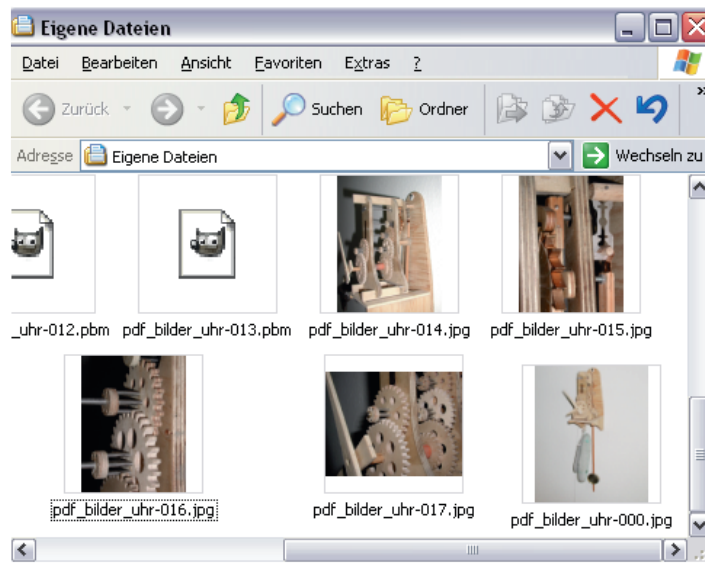 Eigene Dateien
Datei Bearbeiten Ansicht Favoriten Extras ?
Zurück Suchen Ordner »
Adresse Eigene Dateien Wechseln zu
_uhr-012.pbm pdf_bilder_uhr-013.pbm pdf_bilder_uhr-014.jpg pdf_bilder_uhr-015.jpg
pdf_bilder_uhr-016.jpg pdf_bilder_uhr-017.jpg pdf_bilder_uhr-000.jpg